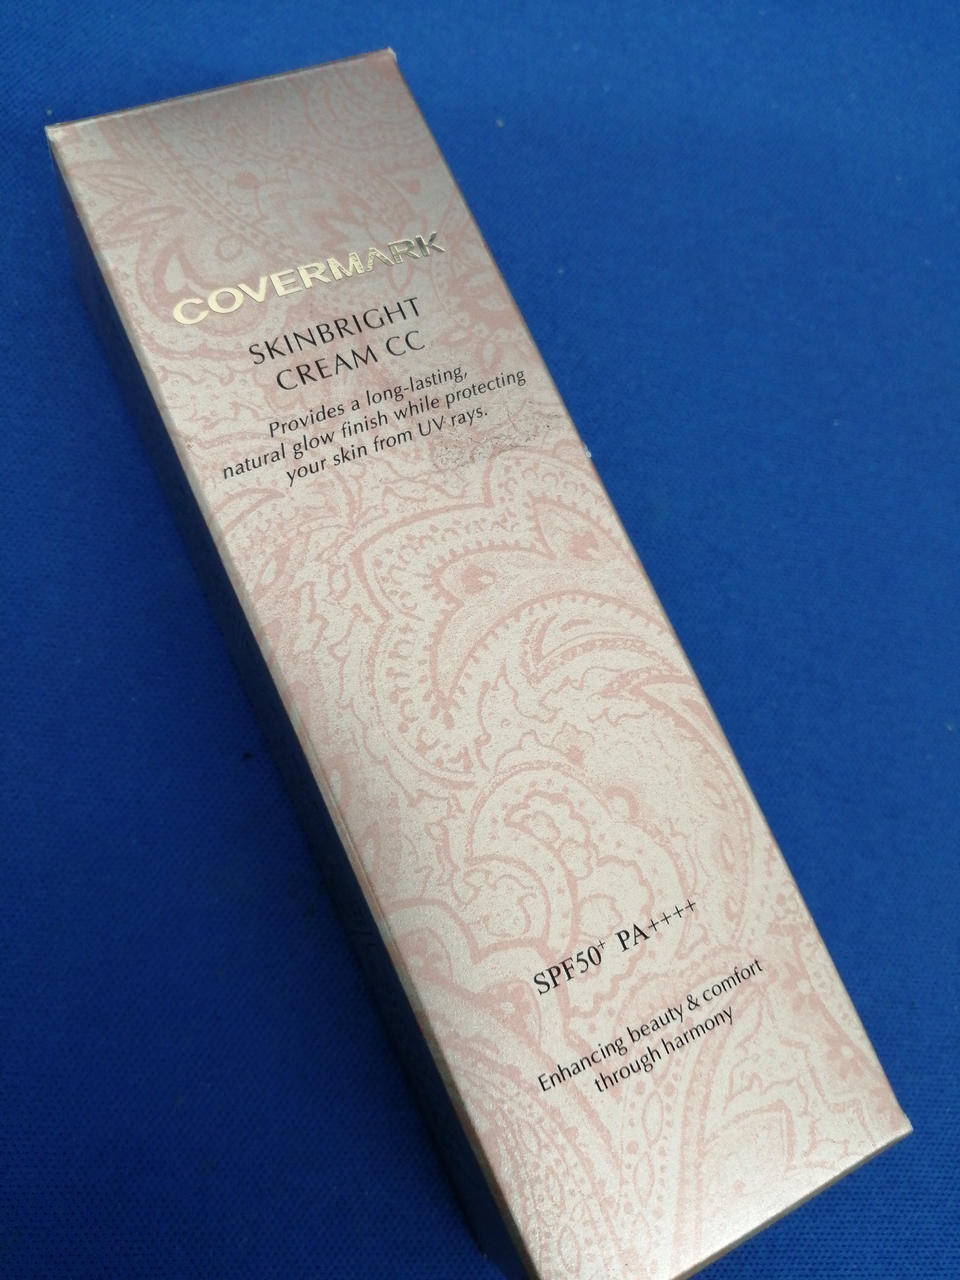 COVERMARK
SKINBRIGHT
CREAM CC
Provides a long-lasting,
natural glow finish while protecting
your skin from UV rays.
SPF50⁺ PA++++
Enhancing beauty & comfort
through harmony